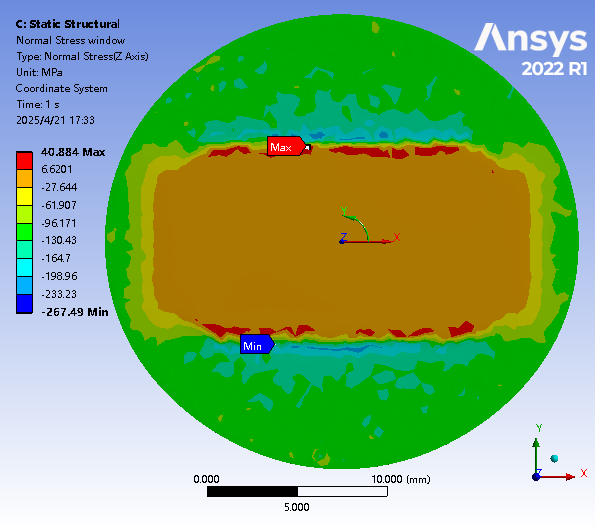 C: Static Structural
Normal Stress window
Type: Normal Stress(Z Axis)
Unit: MPa
Coordinate System
Time: 1 s
2025/4/21 17:33
Ansys
2022 R1
40.884 Max
6.6201
-27.644
-61.907
-96.171
-130.43
-164.7
-198.96
-233.23
-267.49 Min
Max
Y
Z
X
Min
0.000
10.000 (mm)
5.000
Y
Z
X